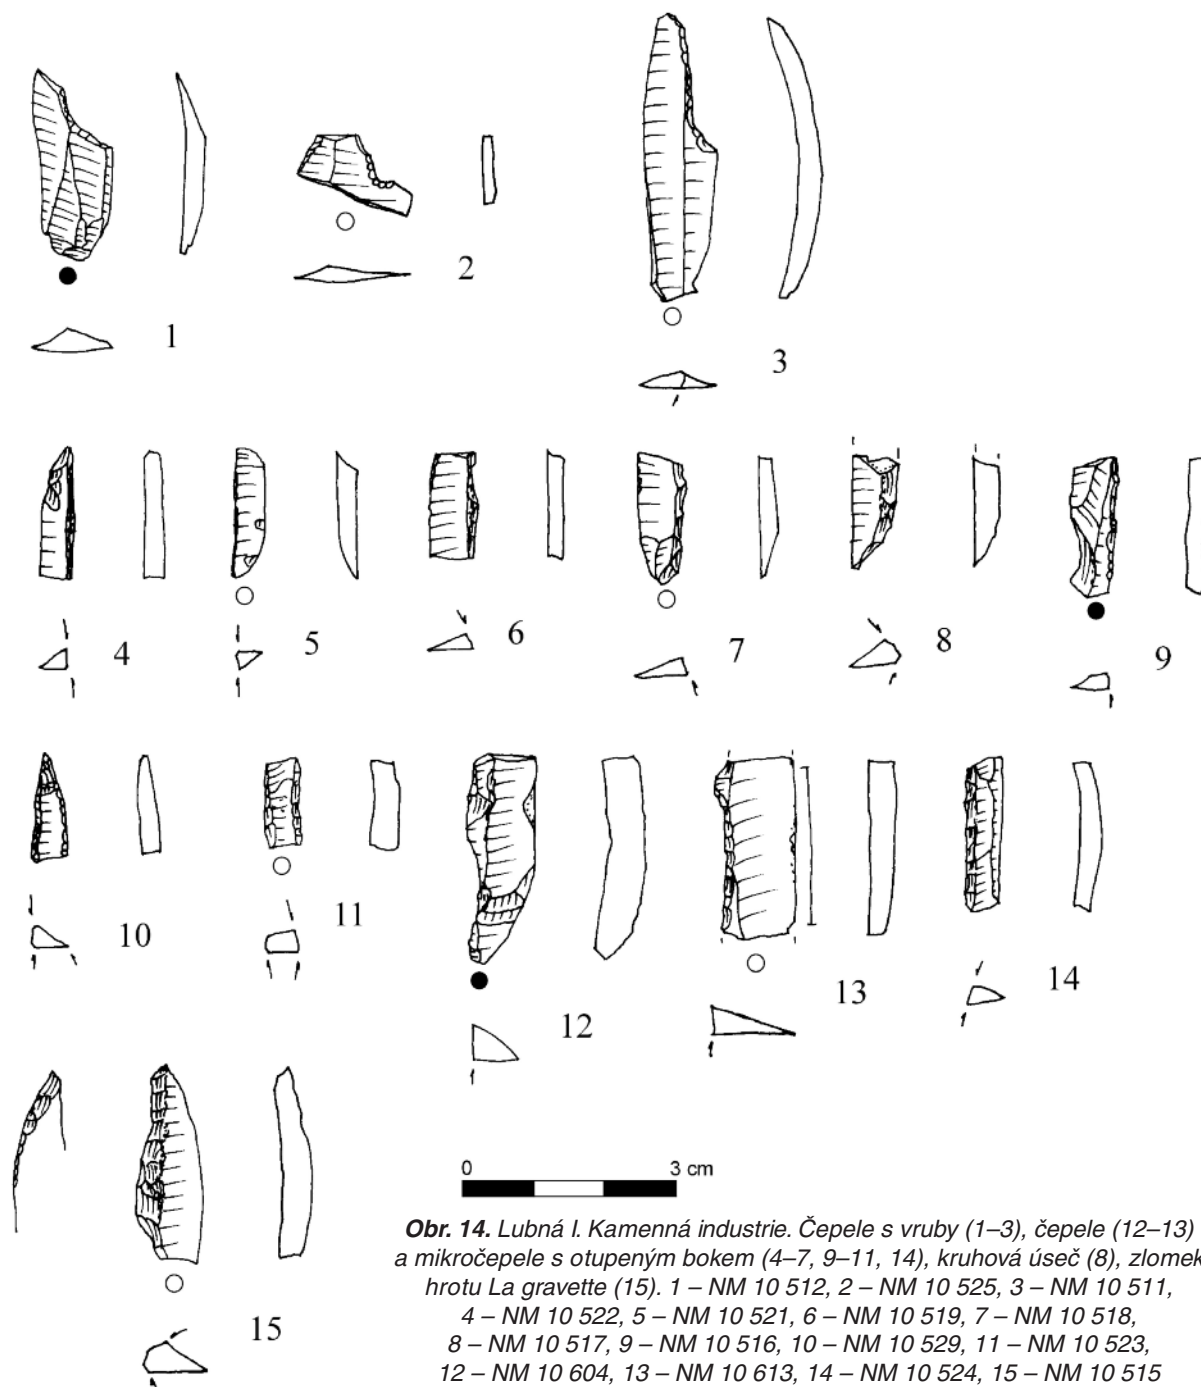 1
2
3
4
5
6
7
8
9
10
11
12
13
14
15
0 3 cm
Obr. 14. Lubná I. Kamenná industrie. Čepele s vruby (1–3), čepele (12–13)
a mikročepele s otupeným bokem (4–7, 9–11, 14), kruhová úseč (8), zlomek
hrotu La gravette (15). 1 – NM 10 512, 2 – NM 10 525, 3 – NM 10 511,
4 – NM 10 522, 5 – NM 10 521, 6 – NM 10 519, 7 – NM 10 518,
8 – NM 10 517, 9 – NM 10 516, 10 – NM 10 529, 11 – NM 10 523,
12 – NM 10 604, 13 – NM 10 613, 14 – NM 10 524, 15 – NM 10 515